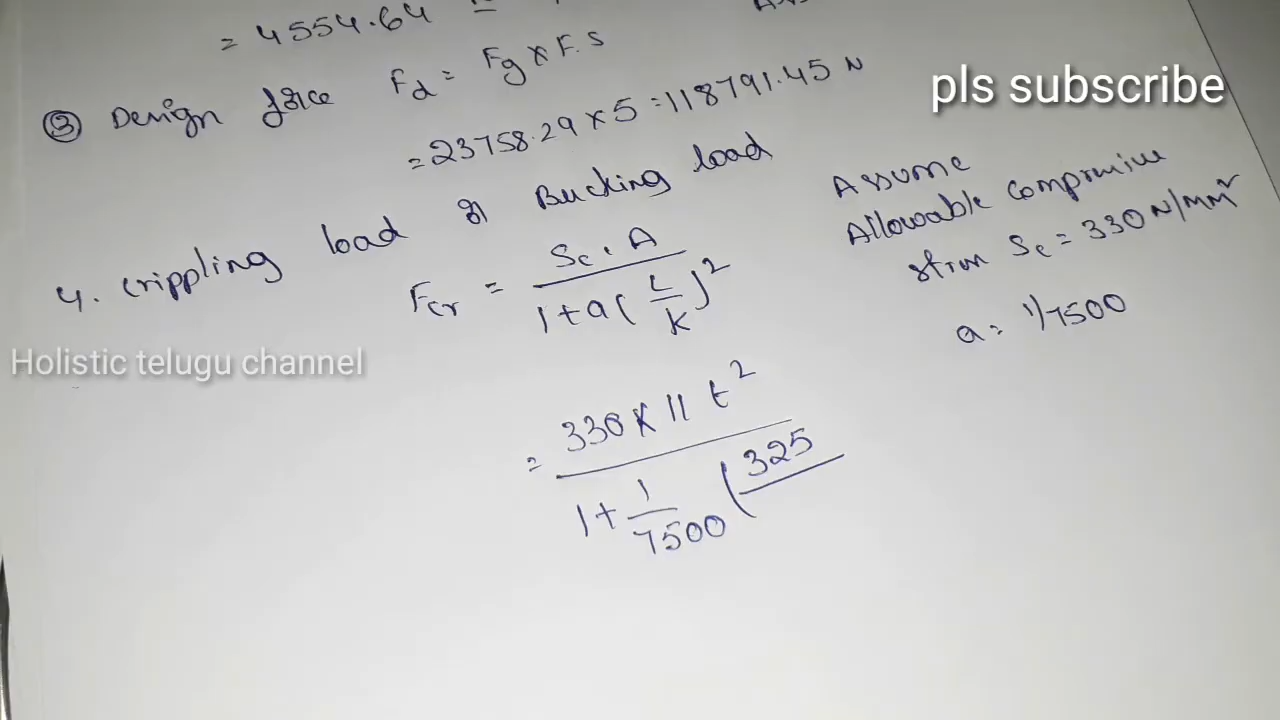 = 4554.64
③ Design force Fd = Fg x F.S
= 23758.29 x 5 = 118791.45 N
pls subscribe
4. Crippling load or Bucking load
Fcr = Sc . A / 1+a(L/k)²
Assume
Allowable compressive
stress Sc = 330 N/mm²
a = 1/7500
Holistic telugu channel
= 330 x 11 t² / 1+ 1/7500 (325